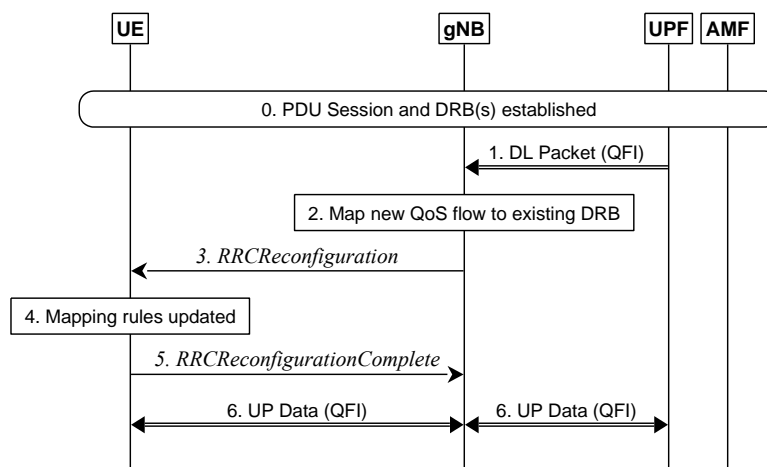 UE gNB UPF AMF
0. PDU Session and DRB(s) established
1. DL Packet (QFI)
2. Map new QoS flow to existing DRB
3. RRCReconfiguration
4. Mapping rules updated
5. RRCReconfigurationComplete
6. UP Data (QFI) 6. UP Data (QFI)